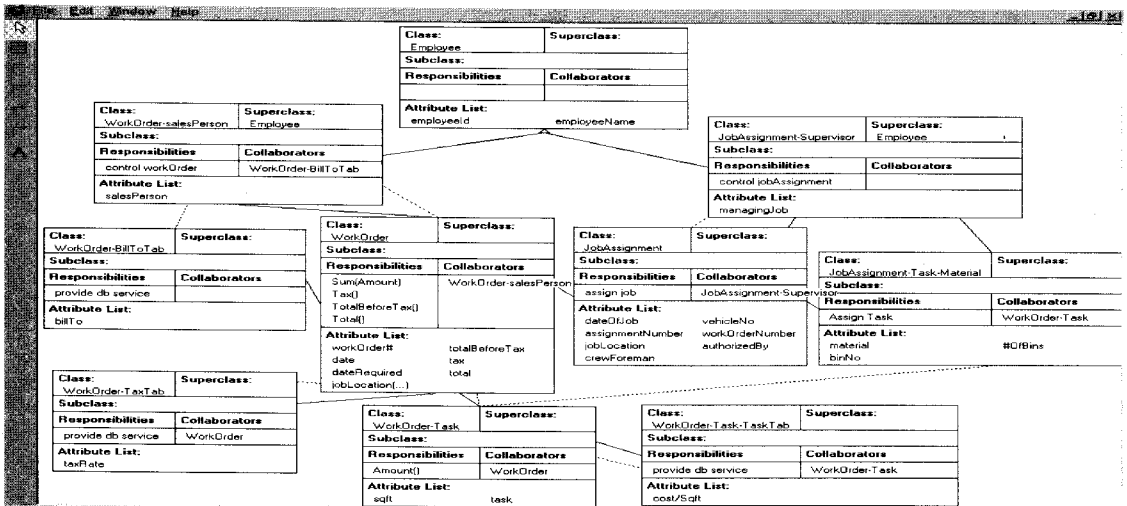 File Edit Window Help
Class: Superclass:
Employee
Subclass:
Responsibilities Collaborators
Attribute List:
employeeId employeeName
Class: Superclass:
WorkOrder-salesPerson Employee
Subclass:
Responsibilities Collaborators
control workOrder WorkOrder-BillToTab
Attribute List:
salesPerson
Class: Superclass:
JobAssignment-Supervisor Employee
Subclass:
Responsibilities Collaborators
control jobAssignment
Attribute List:
managingJob
Class: Superclass:
WorkOrder-BillToTab
Subclass:
Responsibilities Collaborators
provide db service
Attribute List:
billTo
Class: Superclass:
WorkOrder
Subclass:
Responsibilities Collaborators
Sum(Amount) WorkOrder-salesPerson
Tax()
TotalBeforeTax()
Total()
Attribute List:
workOrder# totalBeforeTax
date tax
dateRequired total
jobLocation(...)
Class: Superclass:
JobAssignment
Subclass:
Responsibilities Collaborators
assign job JobAssignment-Supervisor
Attribute List:
dateOfJob vehicleNo
assignmentNumber workOrderNumber
jobLocation authorizedBy
crewForeman
Class: Superclass:
JobAssignment-Task-Material
Subclass:
Responsibilities Collaborators
Assign Task WorkOrder-Task
Attribute List:
material #OfBins
binNo
Class: Superclass:
WorkOrder-TaxTab
Subclass:
Responsibilities Collaborators
provide db service WorkOrder
Attribute List:
taxRate
Class: Superclass:
WorkOrder-Task
Subclass:
Responsibilities Collaborators
Amount() WorkOrder
Attribute List:
sqft task
Class: Superclass:
WorkOrder-Task-TaskTab
Subclass:
Responsibilities Collaborators
provide db service WorkOrder-Task
Attribute List:
cost/Sqft